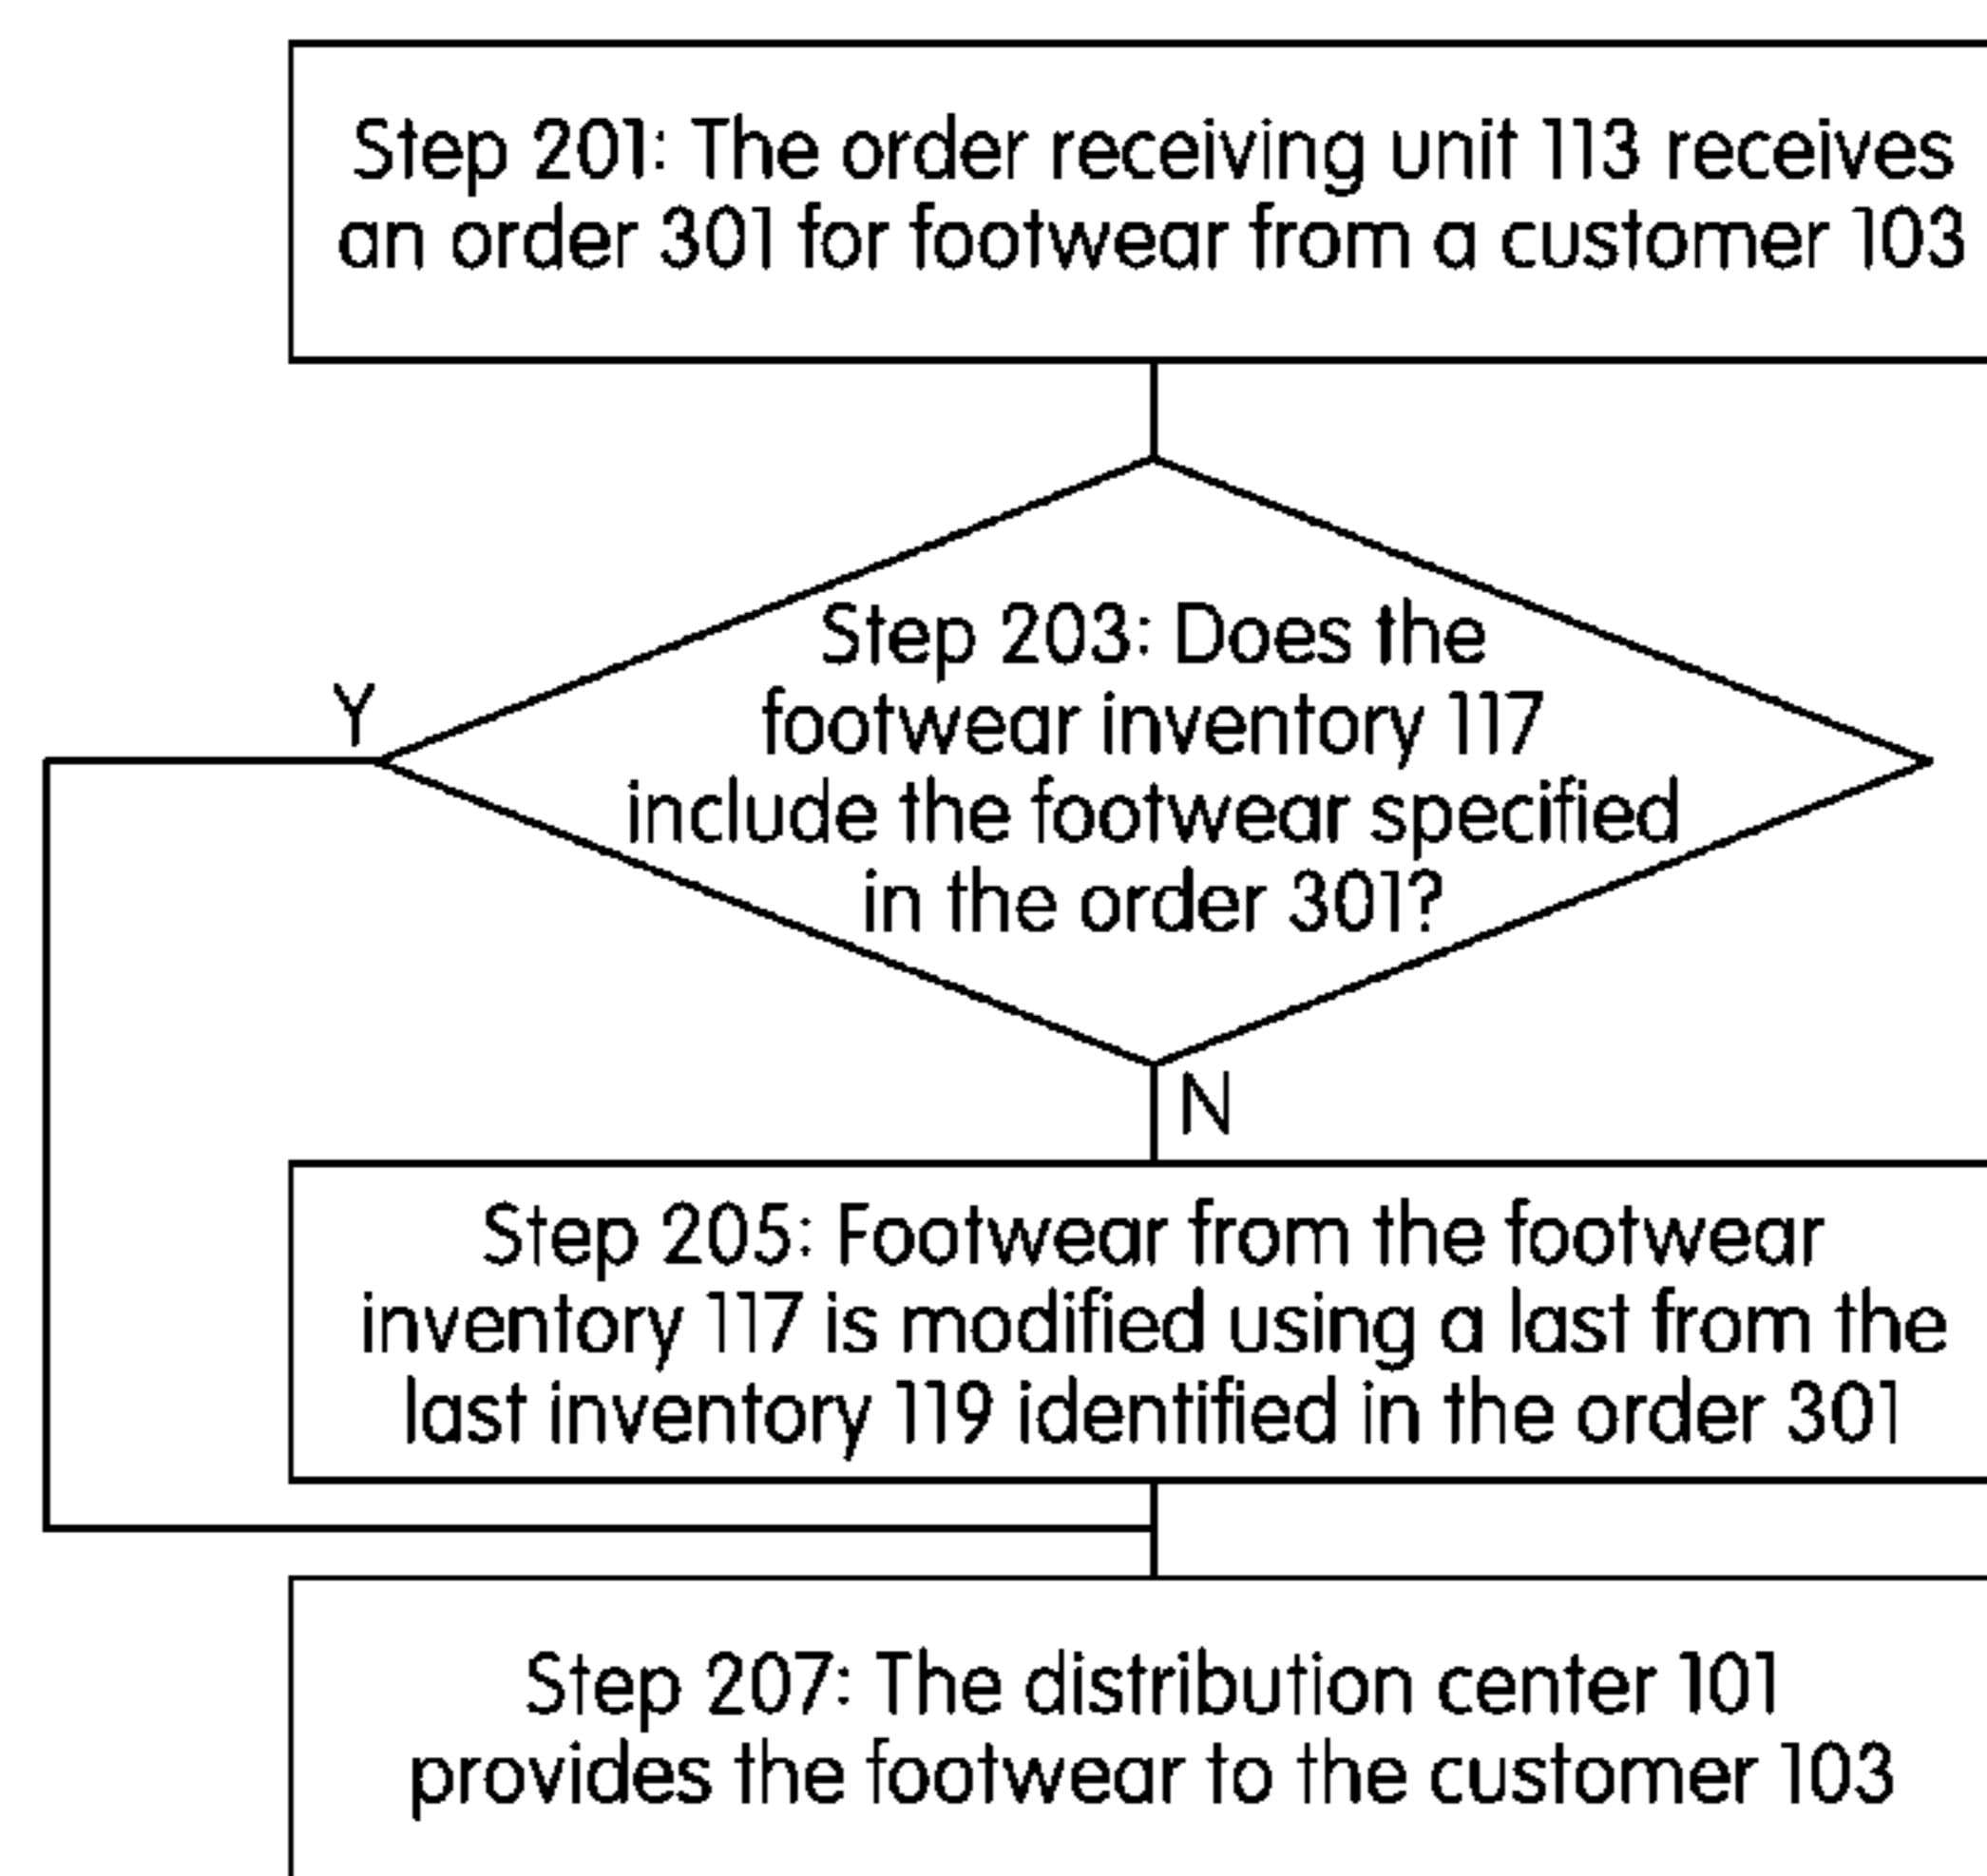 Step 201: The order receiving unit 113 receives
an order 301 for footwear from a customer 103
Step 203: Does the
footwear inventory 117
include the footwear specified
in the order 301?
Y
N
Step 205: Footwear from the footwear
inventory 117 is modified using a last from the
last inventory 119 identified in the order 301
Step 207: The distribution center 101
provides the footwear to the customer 103